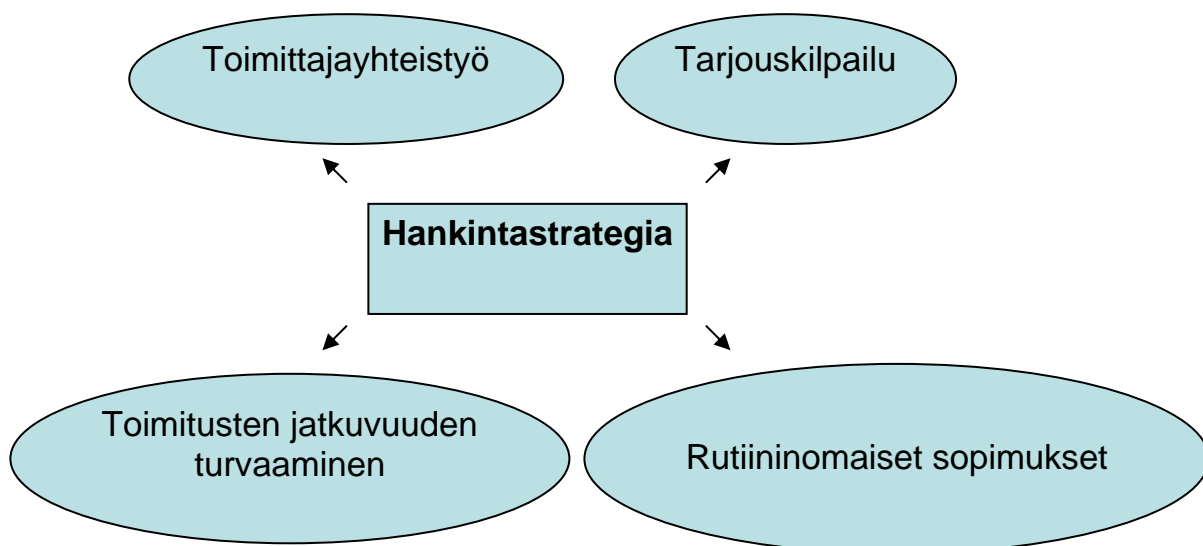 Toimittajayhteistyö
Tarjouskilpailu
Hankintastrategia
Toimitusten jatkuvuuden
turvaaminen
Rutiininomaiset sopimukset